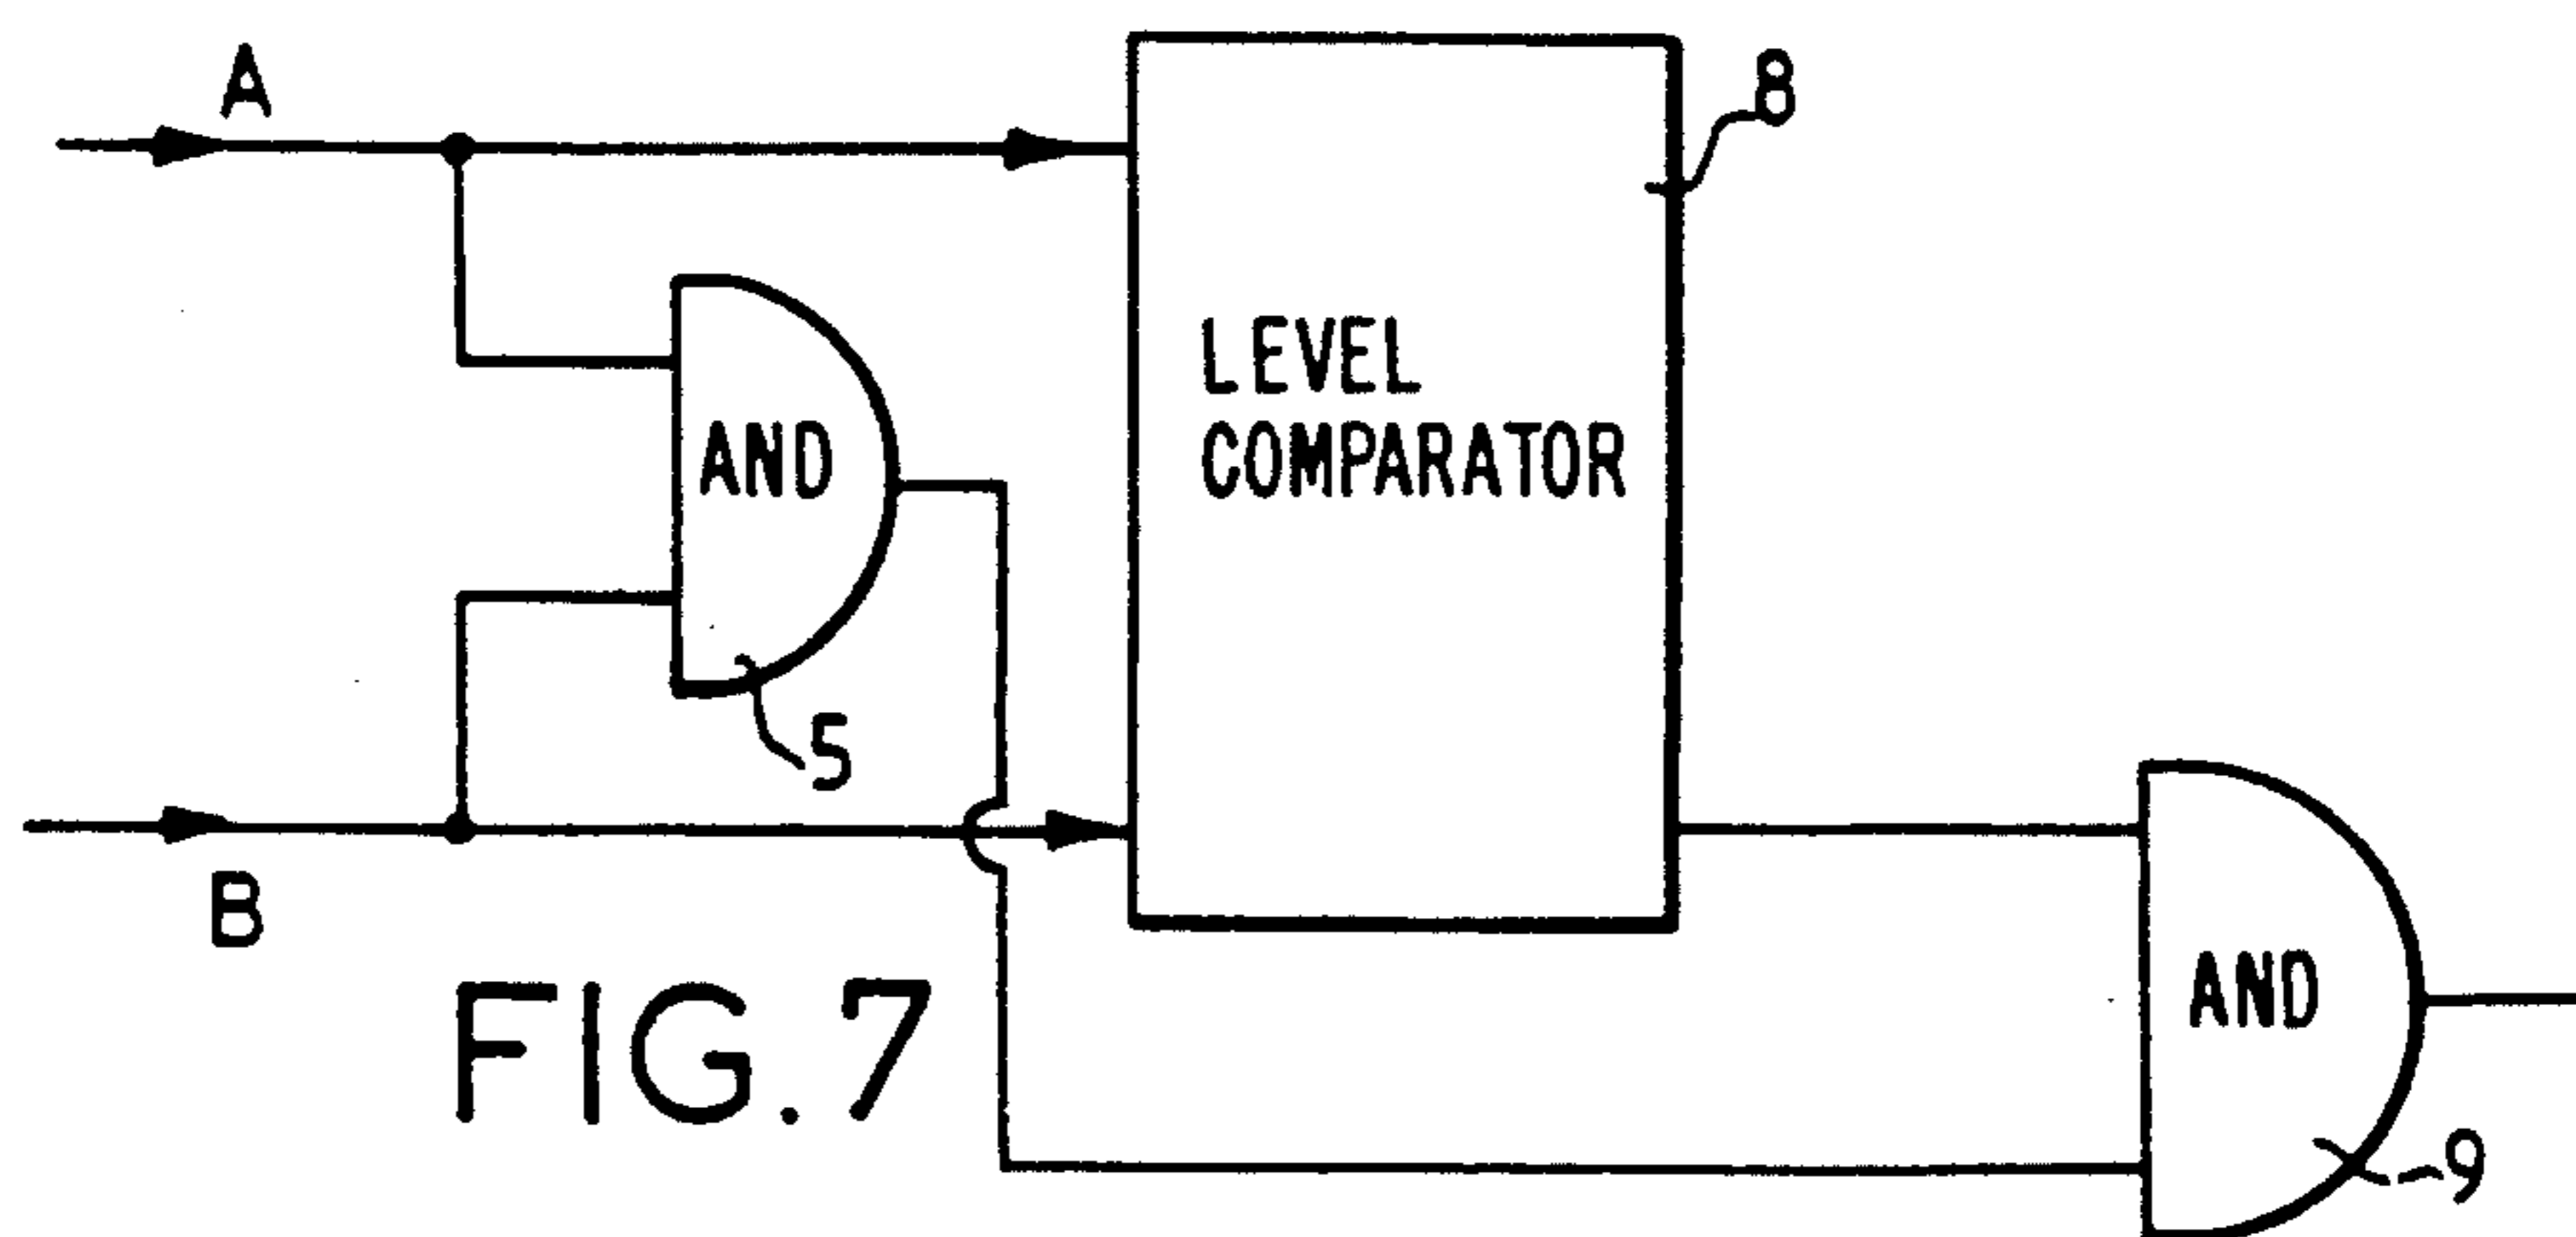 A
8
LEVEL
COMPARATOR
AND
5
B
FIG.7
AND
9